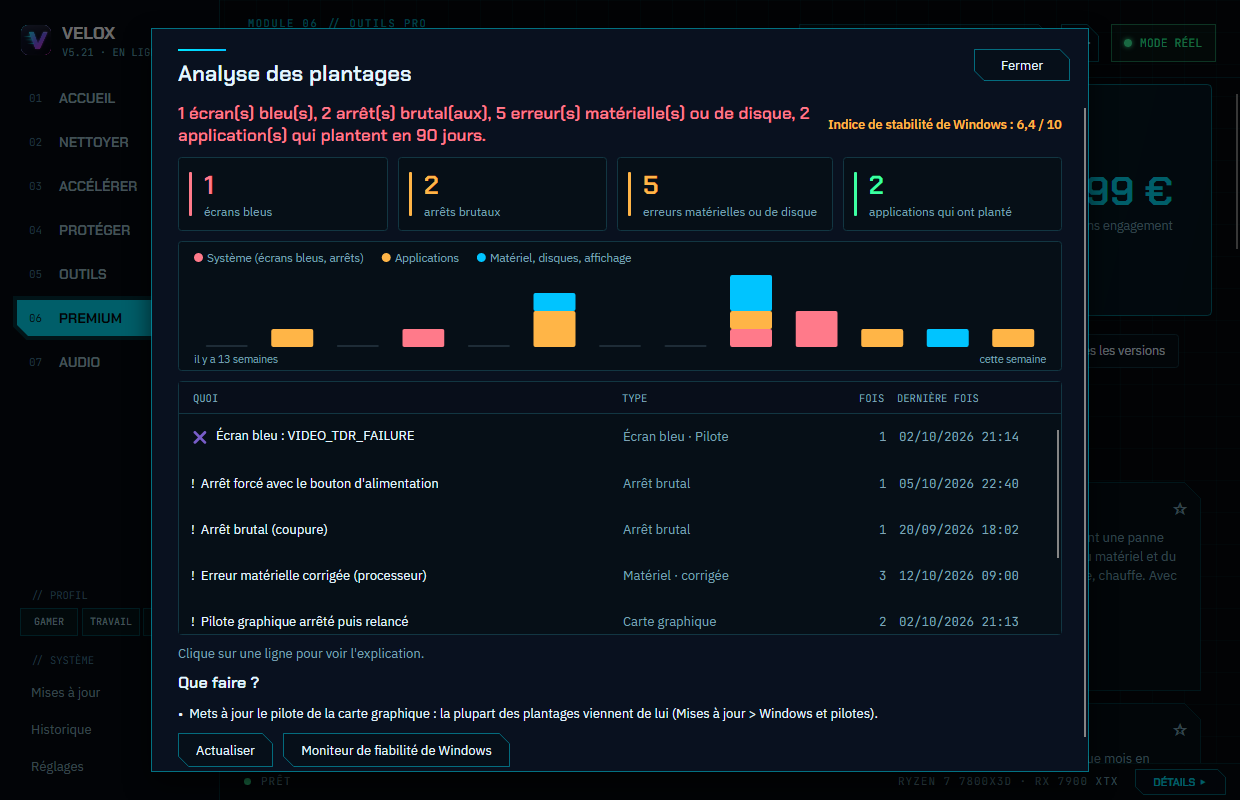 MODULE 06 // OUTILS PRO
VELOX
V5.21 · EN LIG
MODE RÉEL
01 ACCUEIL
02 NETTOYER
03 ACCÉLÉRER
04 PROTÉGER
05 OUTILS
06 PREMIUM
07 AUDIO
// PROFIL
GAMER TRAVAIL
// SYSTÈME
Mises à jour
Historique
Réglages
Analyse des plantages
Fermer
1 écran(s) bleu(s), 2 arrêt(s) brutal(aux), 5 erreur(s) matérielle(s) ou de disque, 2
application(s) qui plantent en 90 jours.
Indice de stabilité de Windows : 6,4 / 10
1
écrans bleus
2
arrêts brutaux
5
erreurs matérielles ou de disque
2
applications qui ont planté
Système (écrans bleus, arrêts) Applications Matériel, disques, affichage
il y a 13 semaines
cette semaine
QUOI TYPE FOIS DERNIÈRE FOIS
Écran bleu : VIDEO_TDR_FAILURE Écran bleu · Pilote 1 02/10/2026 21:14
! Arrêt forcé avec le bouton d'alimentation Arrêt brutal 1 05/10/2026 22:40
! Arrêt brutal (coupure) Arrêt brutal 1 20/09/2026 18:02
! Erreur matérielle corrigée (processeur) Matériel · corrigée 3 12/10/2026 09:00
! Pilote graphique arrêté puis relancé Carte graphique 2 02/10/2026 21:13
Clique sur une ligne pour voir l'explication.
Que faire ?
• Mets à jour le pilote de la carte graphique : la plupart des plantages viennent de lui (Mises à jour > Windows et pilotes).
Actualiser
Moniteur de fiabilité de Windows
99 €
ns engagement
s les versions
nt une panne
matériel et du
, chauffe. Avec
ue mois en
PRÊT
RYZEN 7 7800X3D · RX 7900 XTX
DÉTAILS ▸